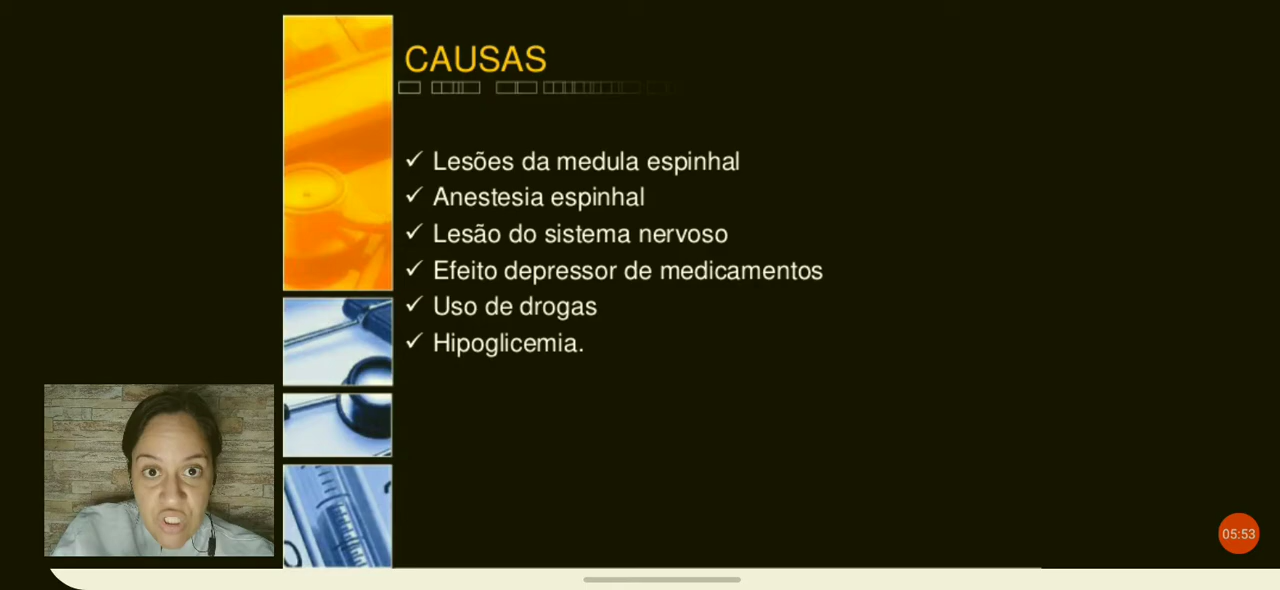 CAUSAS
✓ Lesões da medula espinhal
✓ Anestesia espinhal
✓ Lesão do sistema nervoso
✓ Efeito depressor de medicamentos
✓ Uso de drogas
✓ Hipoglicemia.
05:53